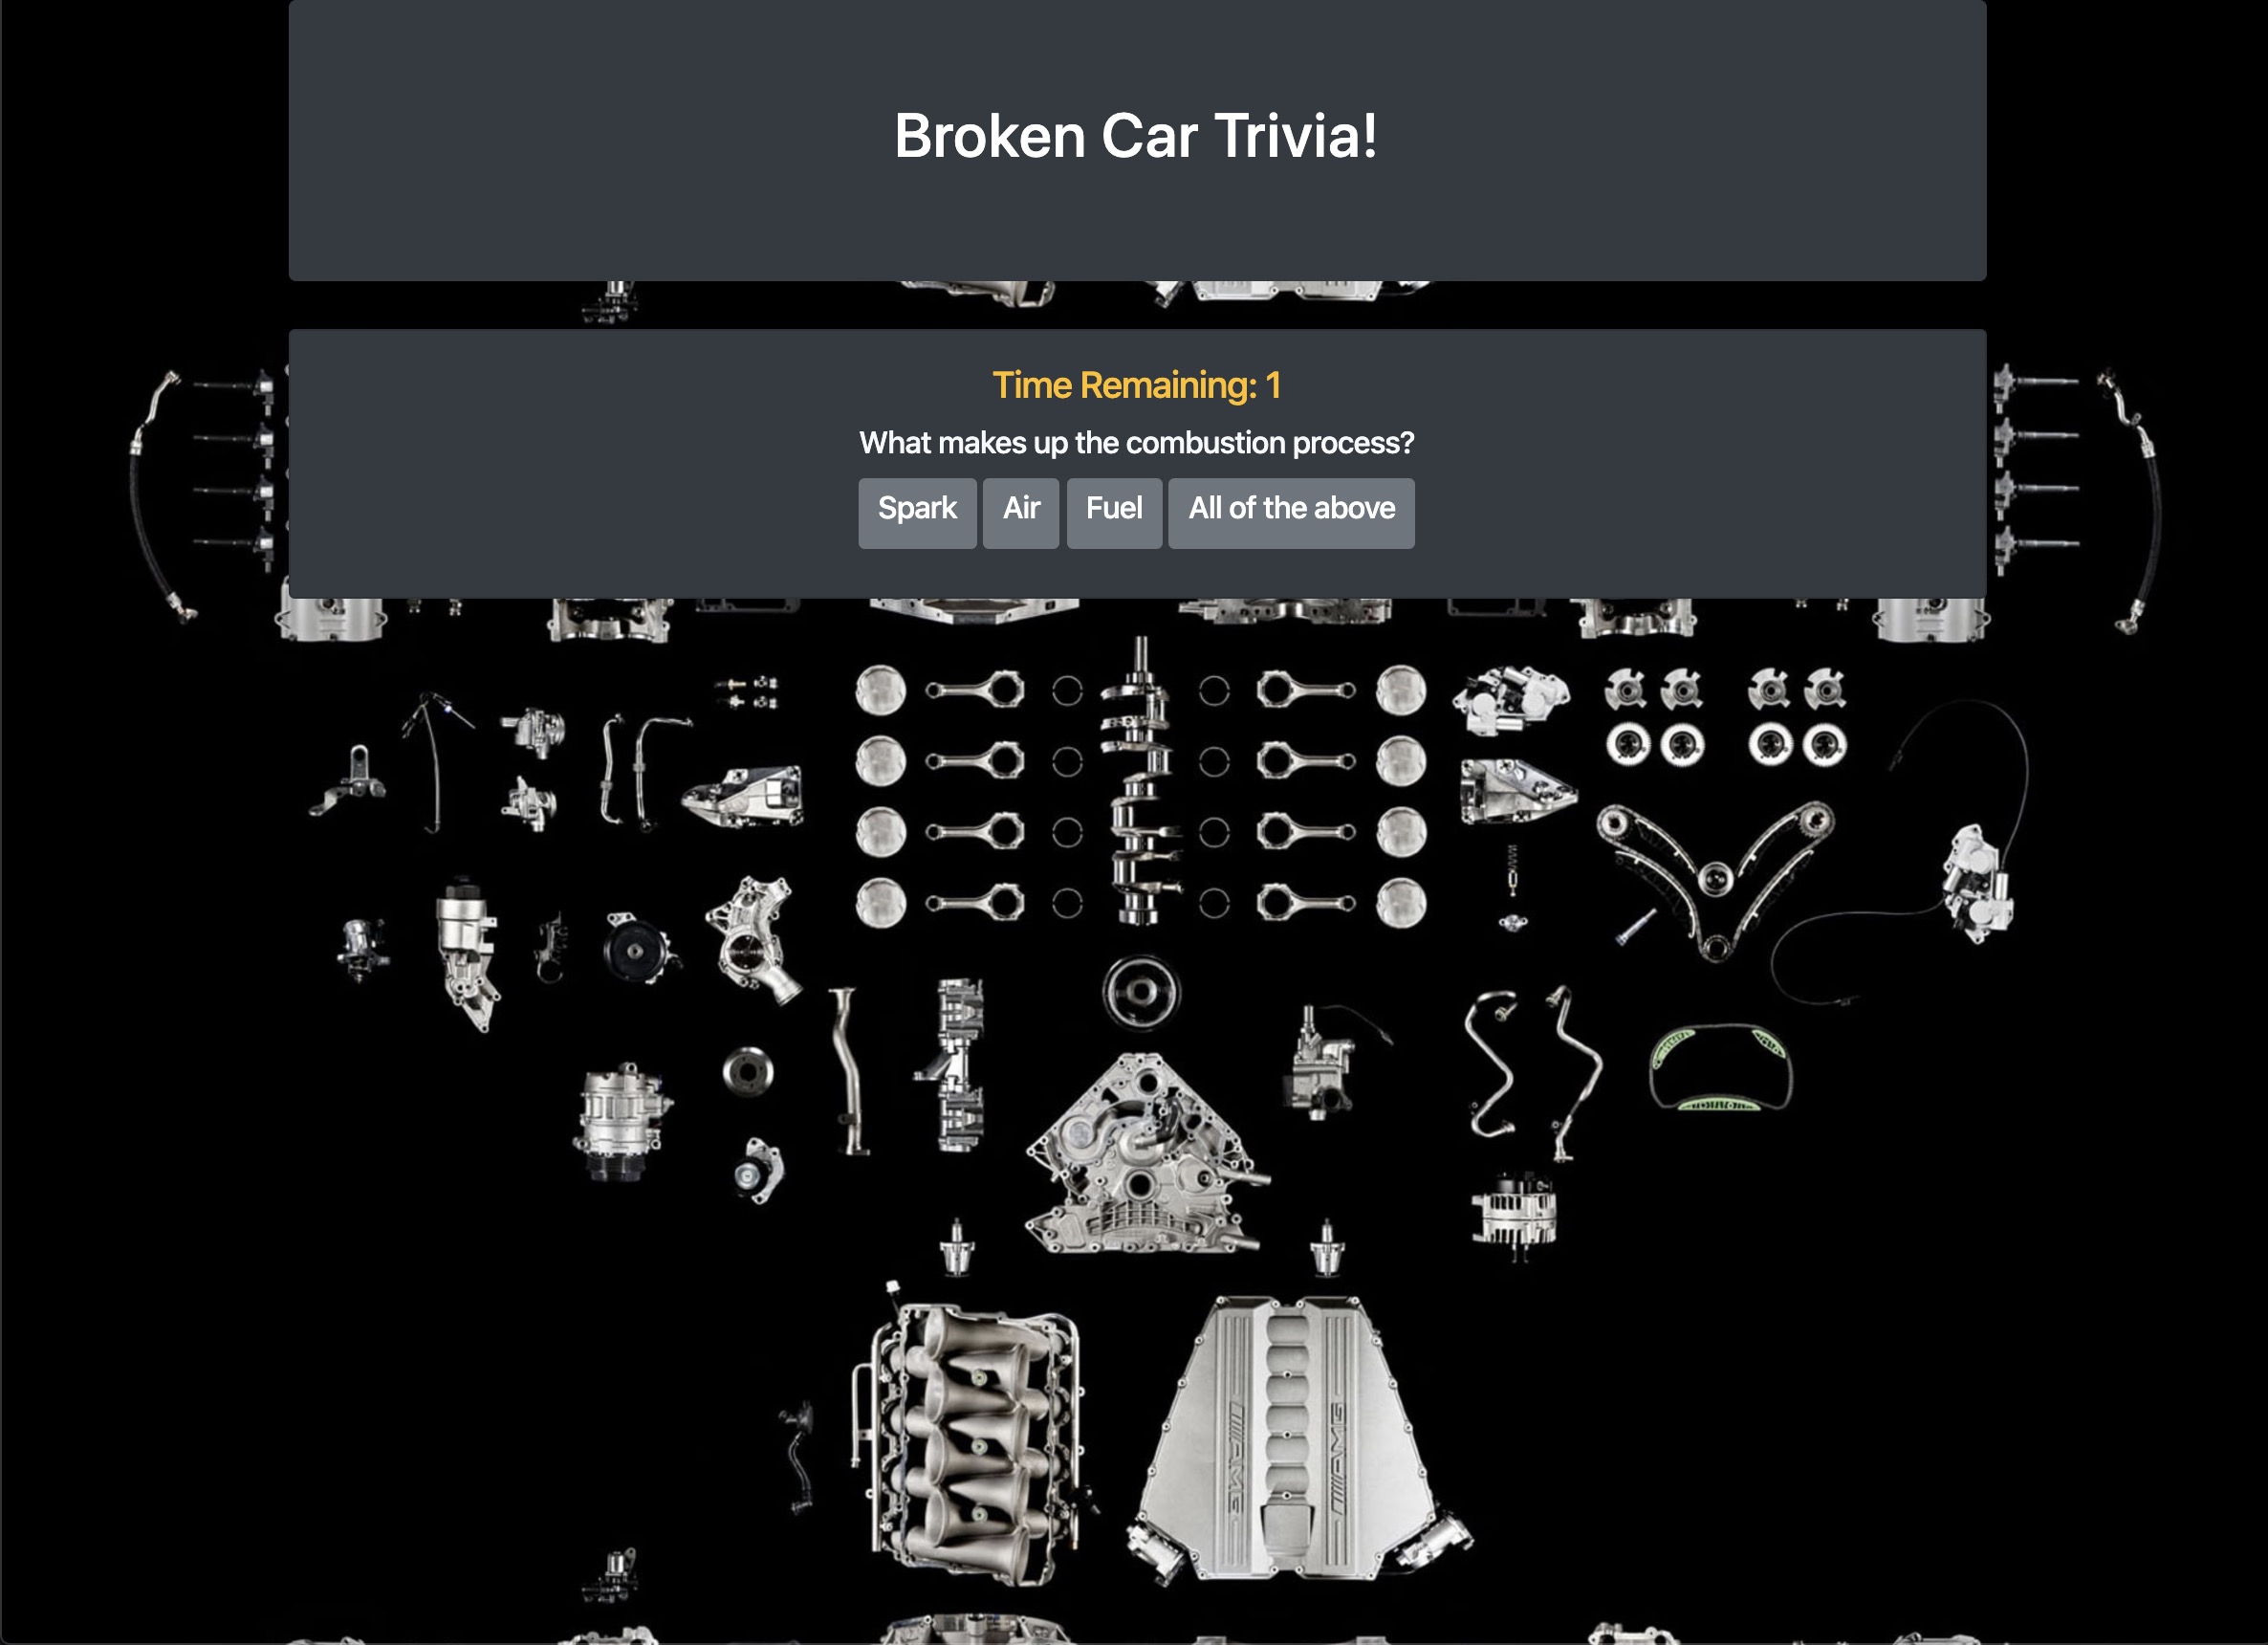 Broken Car Trivia!
Time Remaining: 1
What makes up the combustion process?
Spark Air Fuel All of the above
AMG AMG